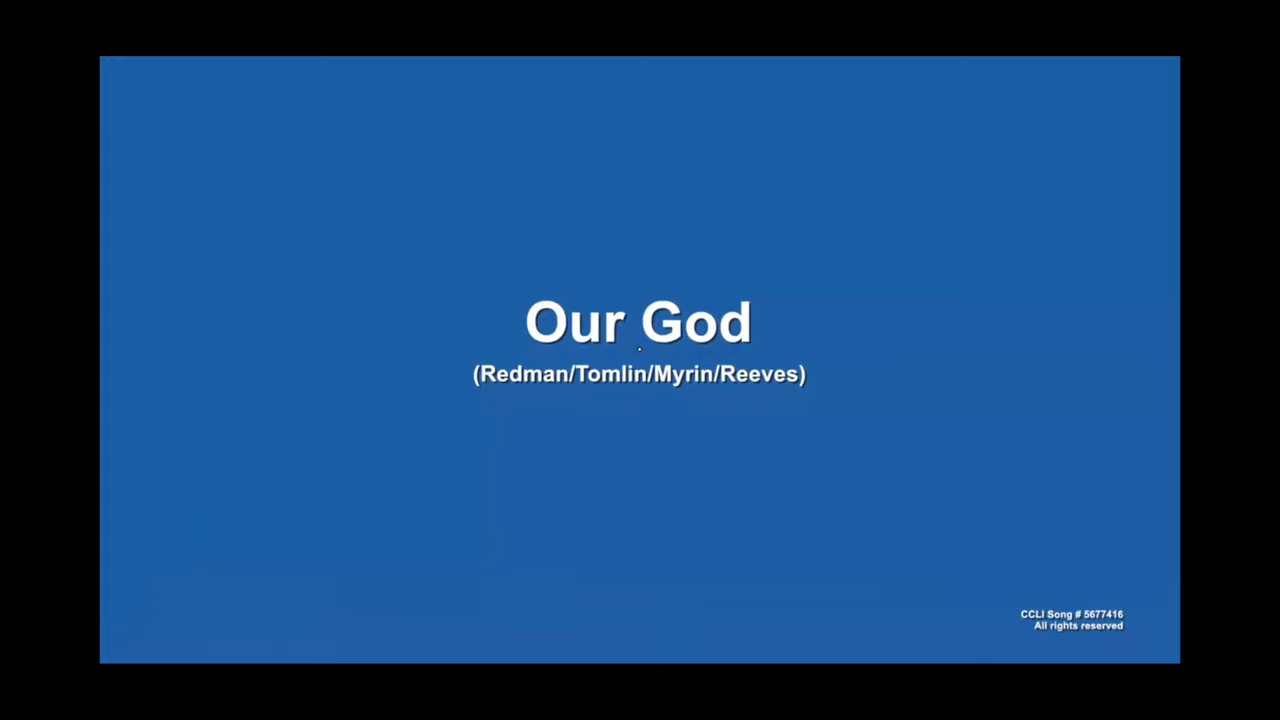 Our God
(Redman/Tomlin/Myrin/Reeves)
CCLI Song # 5677416
All rights reserved